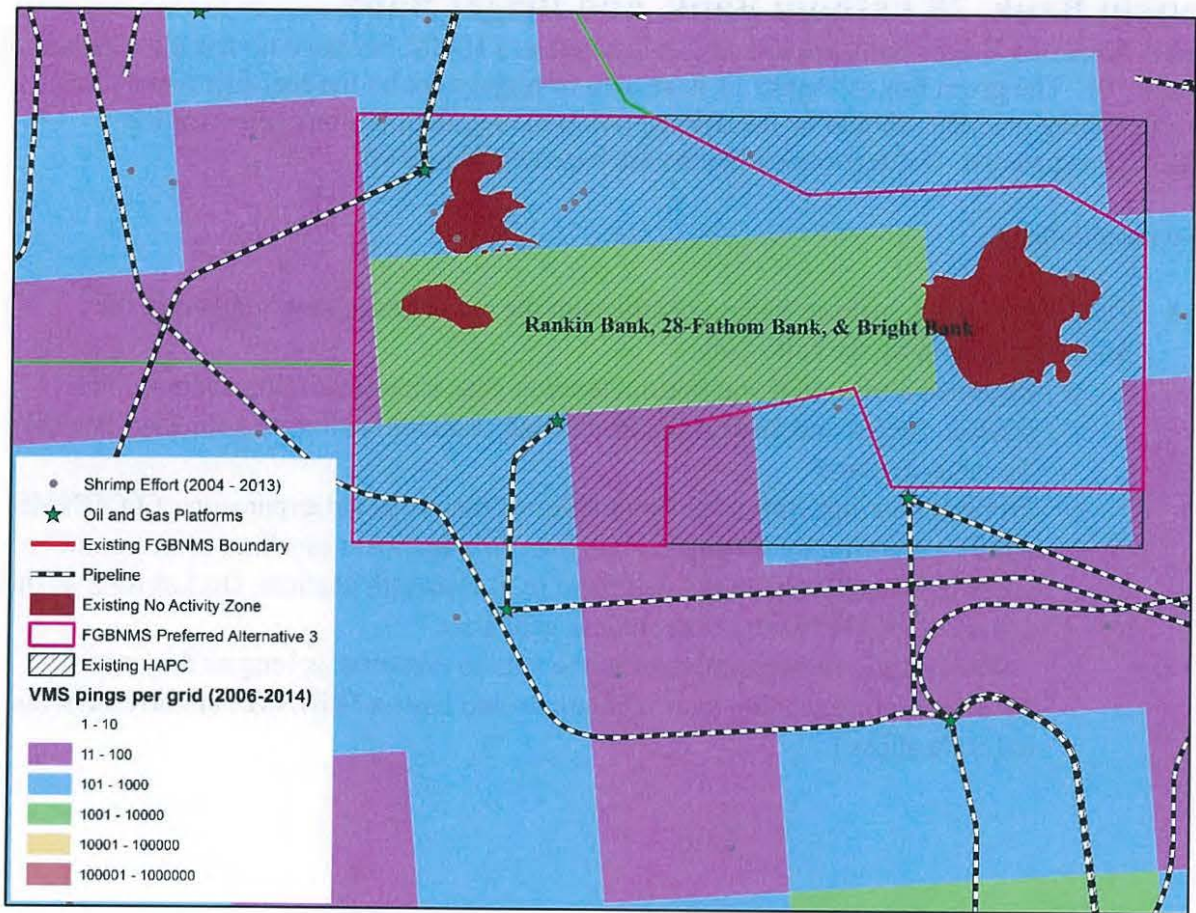 Rankin Bank, 28-Fathom Bank, & Bright Bank
Shrimp Effort (2004 - 2013)
Oil and Gas Platforms
Existing FGBNMS Boundary
Pipeline
Existing No Activity Zone
FGBNMS Preferred Alternative 3
Existing HAPC
VMS pings per grid (2006-2014)
1 - 10
11 - 100
101 - 1000
1001 - 10000
10001 - 100000
100001 - 1000000